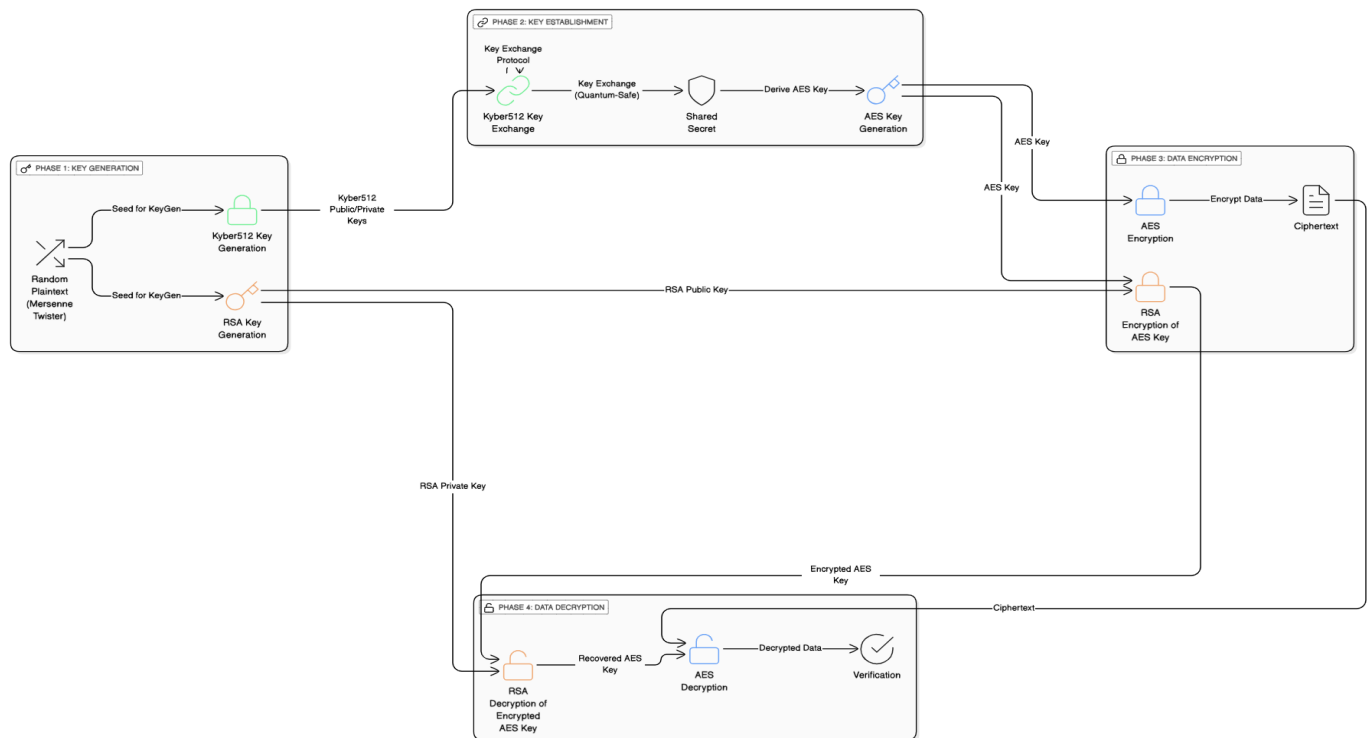 PHASE 2: KEY ESTABLISHMENT
Key Exchange
Protocol
Kyber512 Key
Exchange
Key Exchange
(Quantum-Safe)
Shared
Secret
Derive AES Key
AES Key
Generation
AES Key
AES Key
PHASE 1: KEY GENERATION
Random
Plaintext
(Mersenne
Twister)
Seed for KeyGen
Kyber512 Key
Generation
Seed for KeyGen
RSA Key
Generation
Kyber512
Public/Private
Keys
RSA Public Key
RSA Private Key
PHASE 3: DATA ENCRYPTION
AES
Encryption
Encrypt Data
Ciphertext
RSA
Encryption of
AES Key
Encrypted AES
Key
Ciphertext
PHASE 4: DATA DECRYPTION
RSA
Decryption of
Encrypted
AES Key
Recovered AES
Key
AES
Decryption
Decrypted Data
Verification